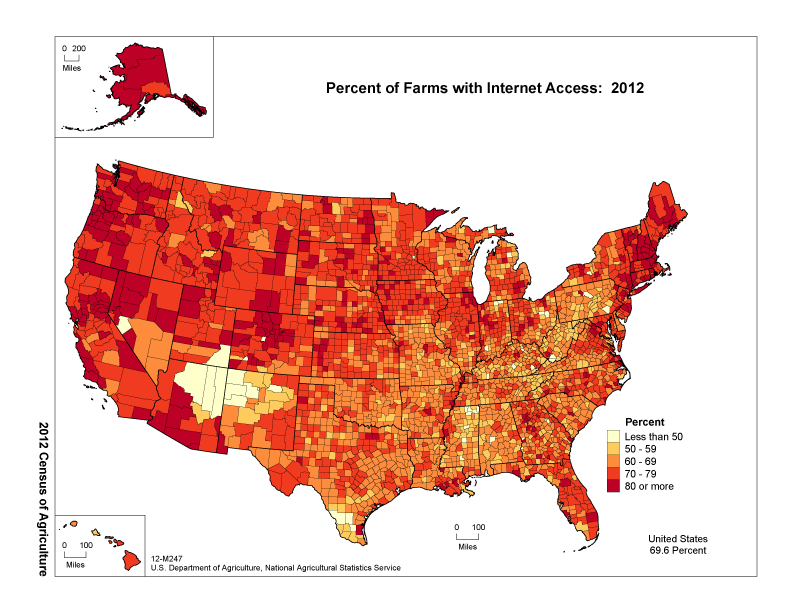 0 200
Miles
Percent of Farms with Internet Access: 2012
Percent
Less than 50
50 - 59
60 - 69
70 - 79
80 or more
2012 Census of Agriculture
0 100
Miles
0 100
Miles
United States
69.6 Percent
12-M247
U.S. Department of Agriculture, National Agricultural Statistics Service